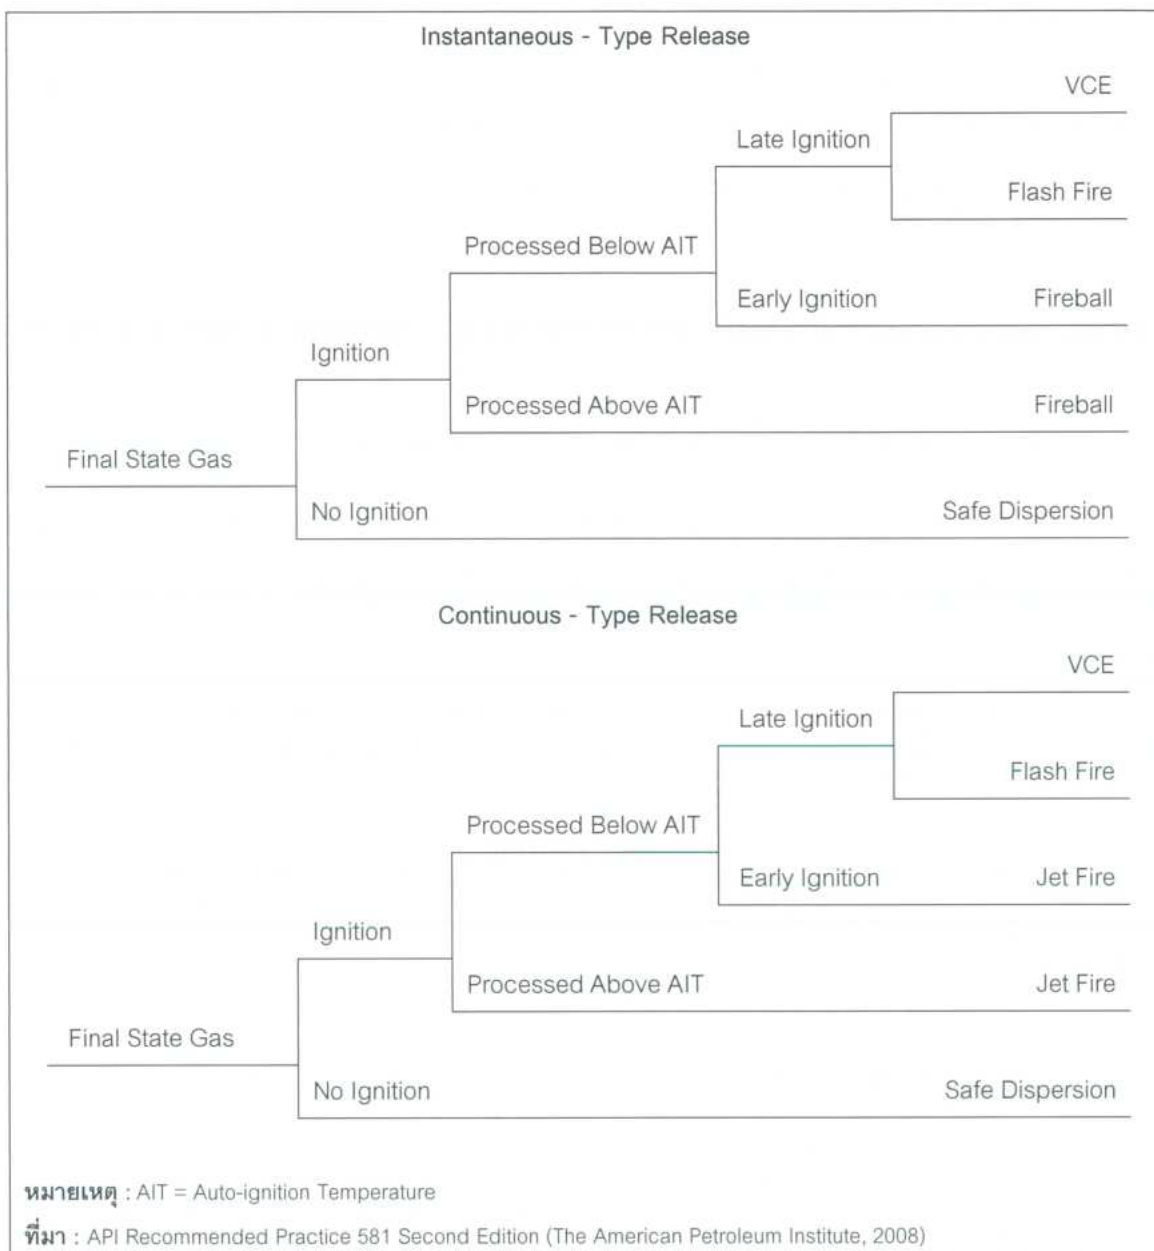 Instantaneous - Type Release
VCE
Late Ignition
Flash Fire
Processed Below AIT
Early Ignition Fireball
Ignition
Processed Above AIT Fireball
Final State Gas
No Ignition Safe Dispersion
Continuous - Type Release
VCE
Late Ignition
Flash Fire
Processed Below AIT
Early Ignition Jet Fire
Ignition
Processed Above AIT Jet Fire
Final State Gas
No Ignition Safe Dispersion
หมายเหตุ : AIT = Auto-ignition Temperature
ที่มา : API Recommended Practice 581 Second Edition (The American Petroleum Institute, 2008)